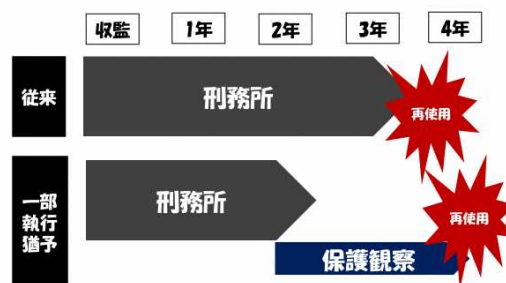 収監 1年 2年 3年 4年
従来
刑務所
再使用
一部
執行
猶予
刑務所
再使用
保護観察